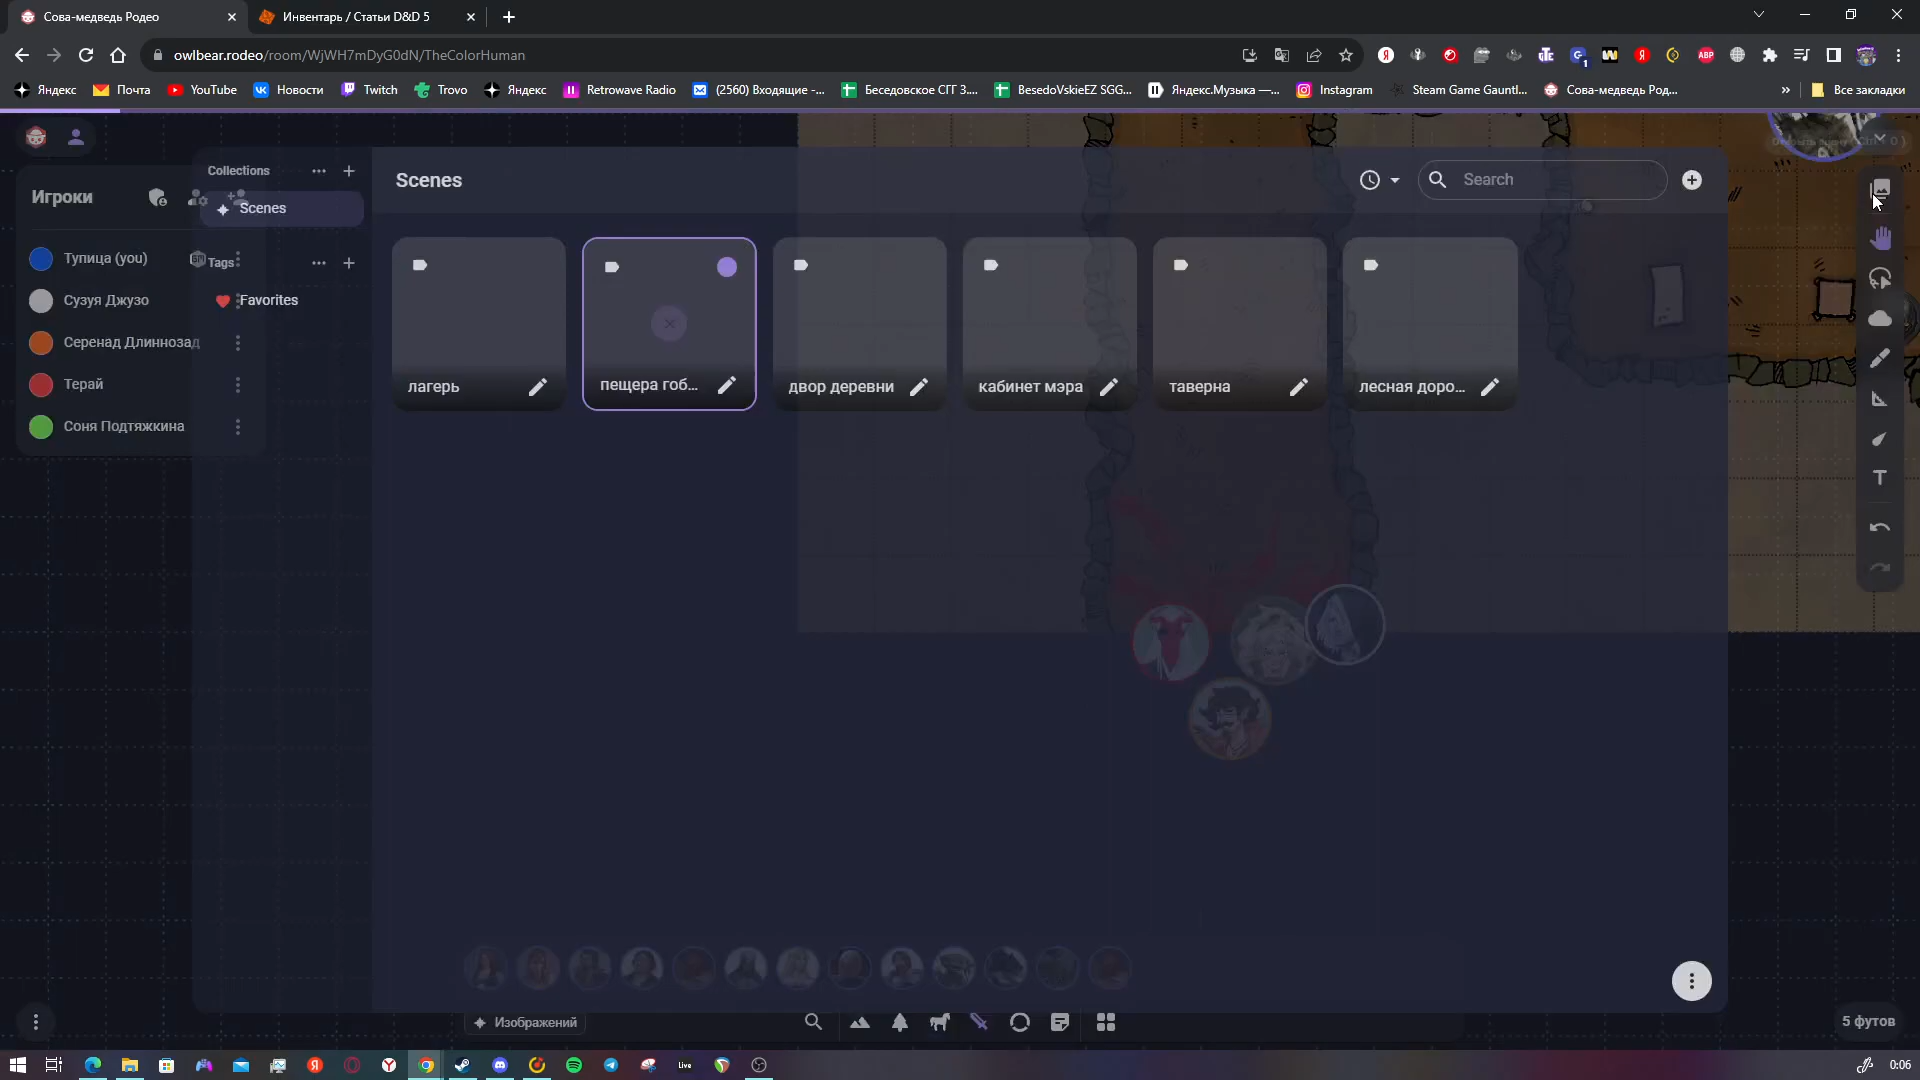 Сова-медведь Родео
Инвентарь / Статьи D&D 5
owlbear.rodeo/room/WjWH7mDyG0dN/TheColorHuman
Яндекс
Почта
YouTube
Новости
Twitch
Trovo
Яндекс
Retrowave Radio
(2560) Входящие -...
Беседовское СГГ 3....
BesedoVskieEZ SGG...
Яндекс.Музыка —...
Instagram
Steam Game Gauntl...
Сова-медведь Род...
»
Все закладки
Игроки
Тупица (you)
Сузуя Джузо
Серенад Длиннозад
Терай
Соня Подтяжкина
Collections
Scenes
Tags
Favorites
Scenes
Search
лагерь
пещера гоб...
двор деревни
кабинет мэра
таверна
лесная доро...
Изображений
5 футов
Live
0:06